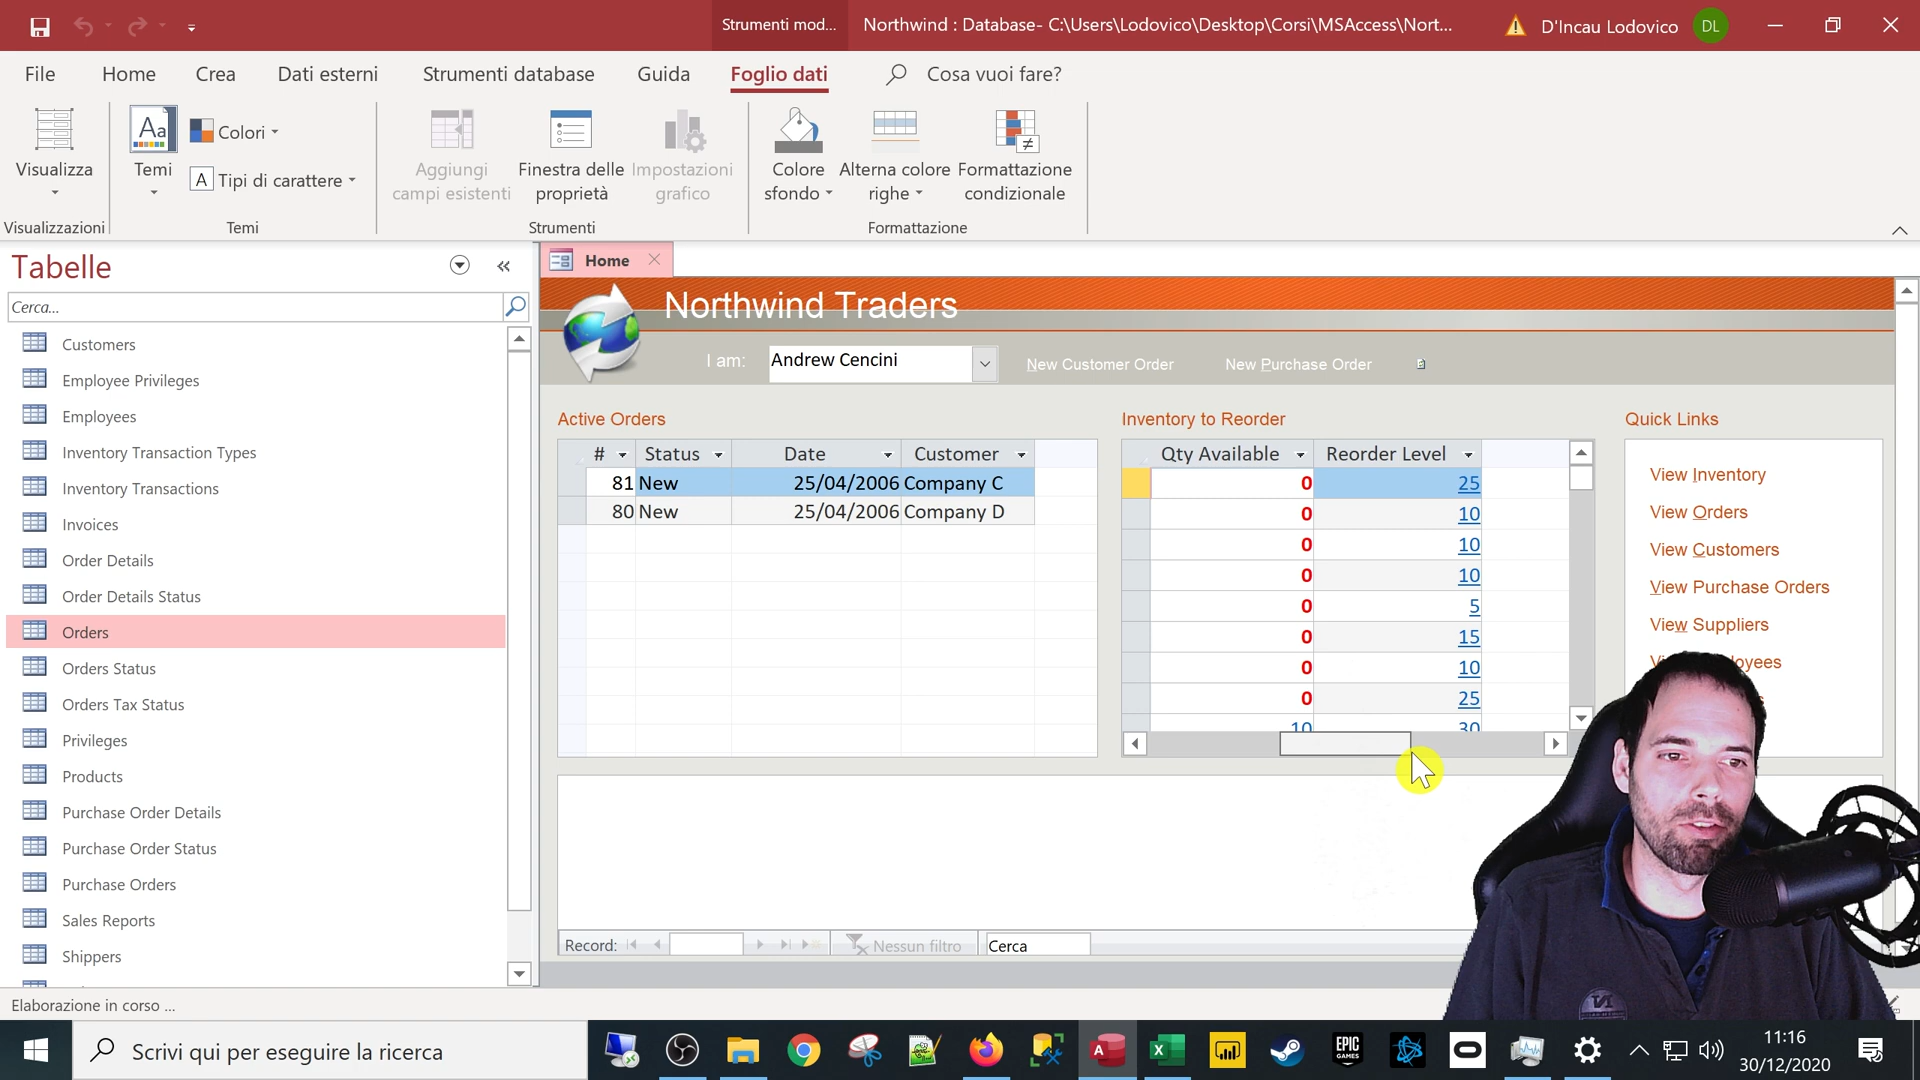 Strumenti mod...
Northwind : Database- C:\Users\Lodovico\Desktop\Corsi\MSAccess\Nort...
D'Incau Lodovico
DL
File
Home
Crea
Dati esterni
Strumenti database
Guida
Foglio dati
Cosa vuoi fare?
Visualizza
Aa
Temi
Colori
A Tipi di carattere
Aggiungi campi esistenti
Finestra delle proprietà
Impostazioni grafico
Colore sfondo
Alterna colore righe
Formattazione condizionale
Visualizzazioni
Temi
Strumenti
Formattazione
Tabelle
Cerca...
Customers
Employee Privileges
Employees
Inventory Transaction Types
Inventory Transactions
Invoices
Order Details
Order Details Status
Orders
Orders Status
Orders Tax Status
Privileges
Products
Purchase Order Details
Purchase Order Status
Purchase Orders
Sales Reports
Shippers
Home
Northwind Traders
I am:
Andrew Cencini
New Customer Order
New Purchase Order
Active Orders
# Status Date Customer
81 New 25/04/2006 Company C
80 New 25/04/2006 Company D
Inventory to Reorder
Qty Available Reorder Level
0 25
0 10
0 10
0 10
0 5
0 15
0 10
0 25
10 30
Quick Links
View Inventory
View Orders
View Customers
View Purchase Orders
View Suppliers
Record:
Nessun filtro
Cerca
Elaborazione in corso ...
Scrivi qui per eseguire la ricerca
EPIC GAMES
11:16
30/12/2020